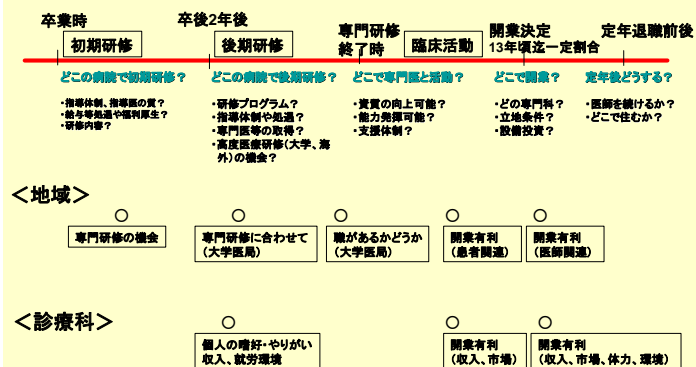 卒業時
卒後2年後
専門研修
終了時
開業決定
13年頃迄一定割合
定年退職前後
初期研修
後期研修
臨床活動
どこの病院で初期研修？
どこの病院で後期研修？
どこで専門医と活動？
どこで開業？
定年後どうする？
・指導体制、指導医の質？
・給与等処遇や福利厚生？
・研修内容？
・研修プログラム？
・指導体制や処遇？
・専門医等の取得？
・高度医療研修（大学、海
外）の機会？
・資質の向上可能？
・能力発揮可能？
・支援体制？
・どの専門科？
・立地条件？
・設備投資？
・医師を続けるか？
・どこで住むか？
＜地域＞
○ ○ ○ ○ ○
専門研修の機会
専門研修に合わせて
（大学医局）
職があるかどうか
（大学医局）
開業有利
（患者関連）
開業有利
（医師関連）
＜診療科＞
○ ○ ○
個人の嗜好・やりがい
収入、就労環境
開業有利
（収入、市場）
開業有利
（収入、市場、体力、環境）